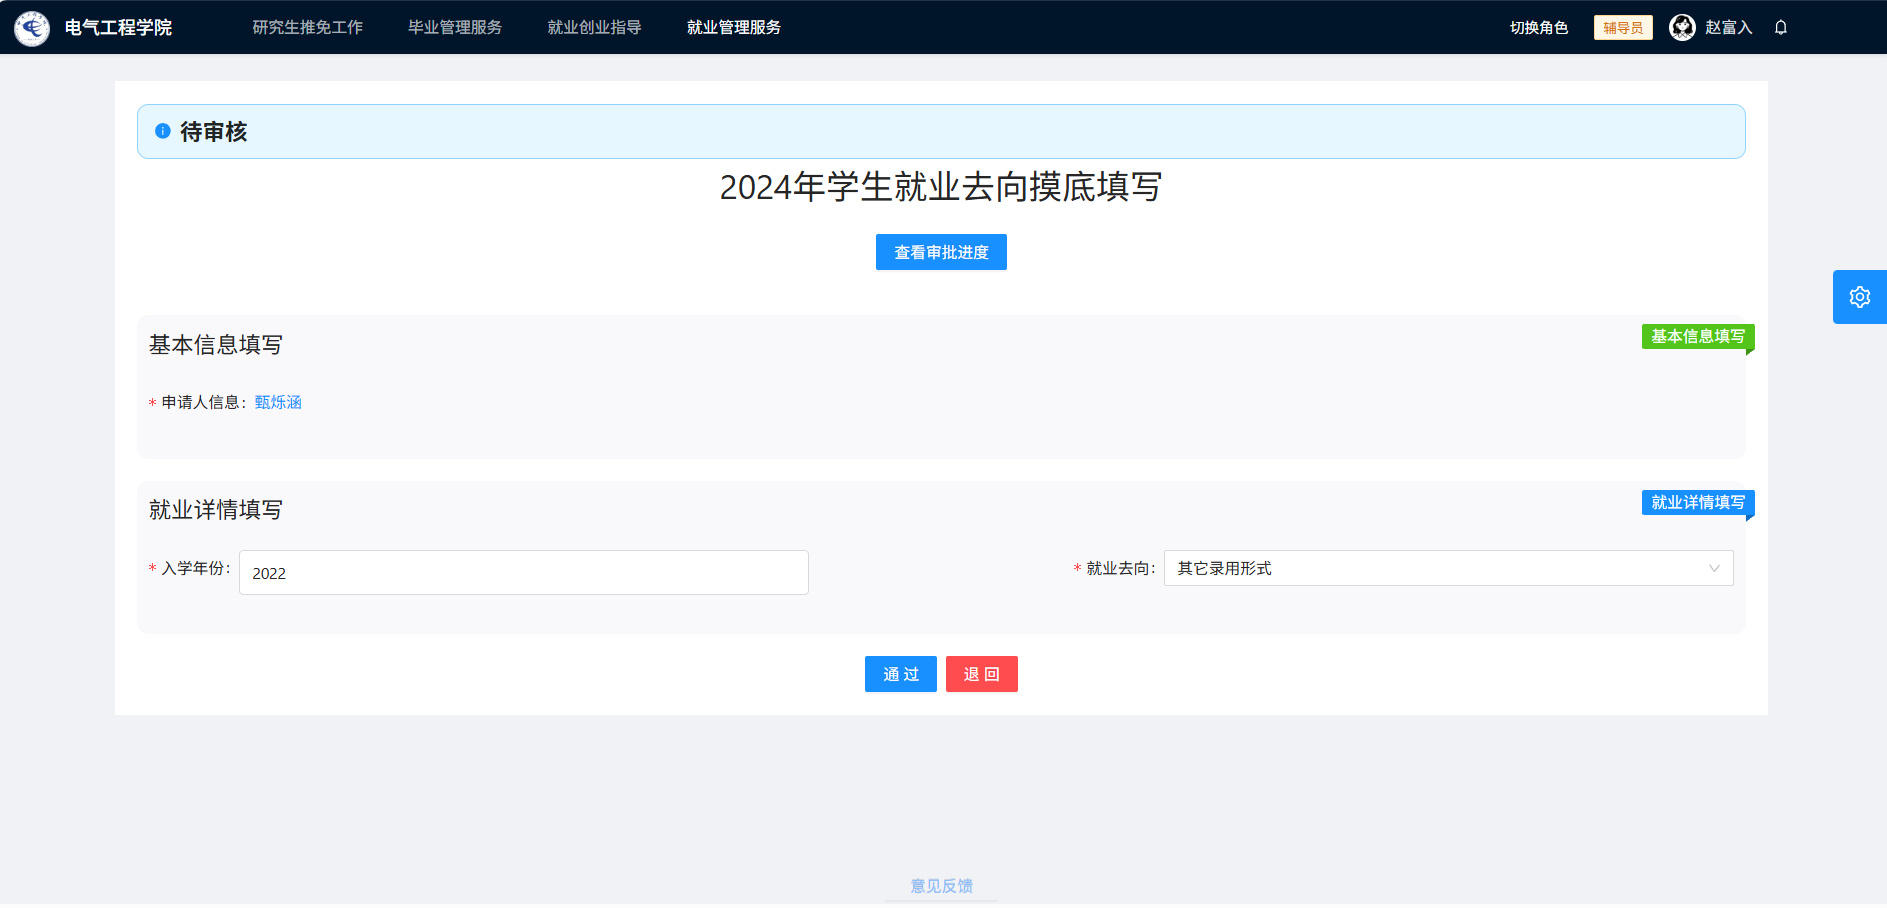 电气工程学院 研究生推免工作 毕业管理服务 就业创业指导 就业管理服务 切换角色 辅导员 赵富入
待审核
2024年学生就业去向摸底填写
查看审批进度
基本信息填写 基本信息填写
* 申请人信息: 甄烁涵
就业详情填写 就业详情填写
* 入学年份: 2022 * 就业去向: 其它录用形式
通 过 退 回
意见反馈